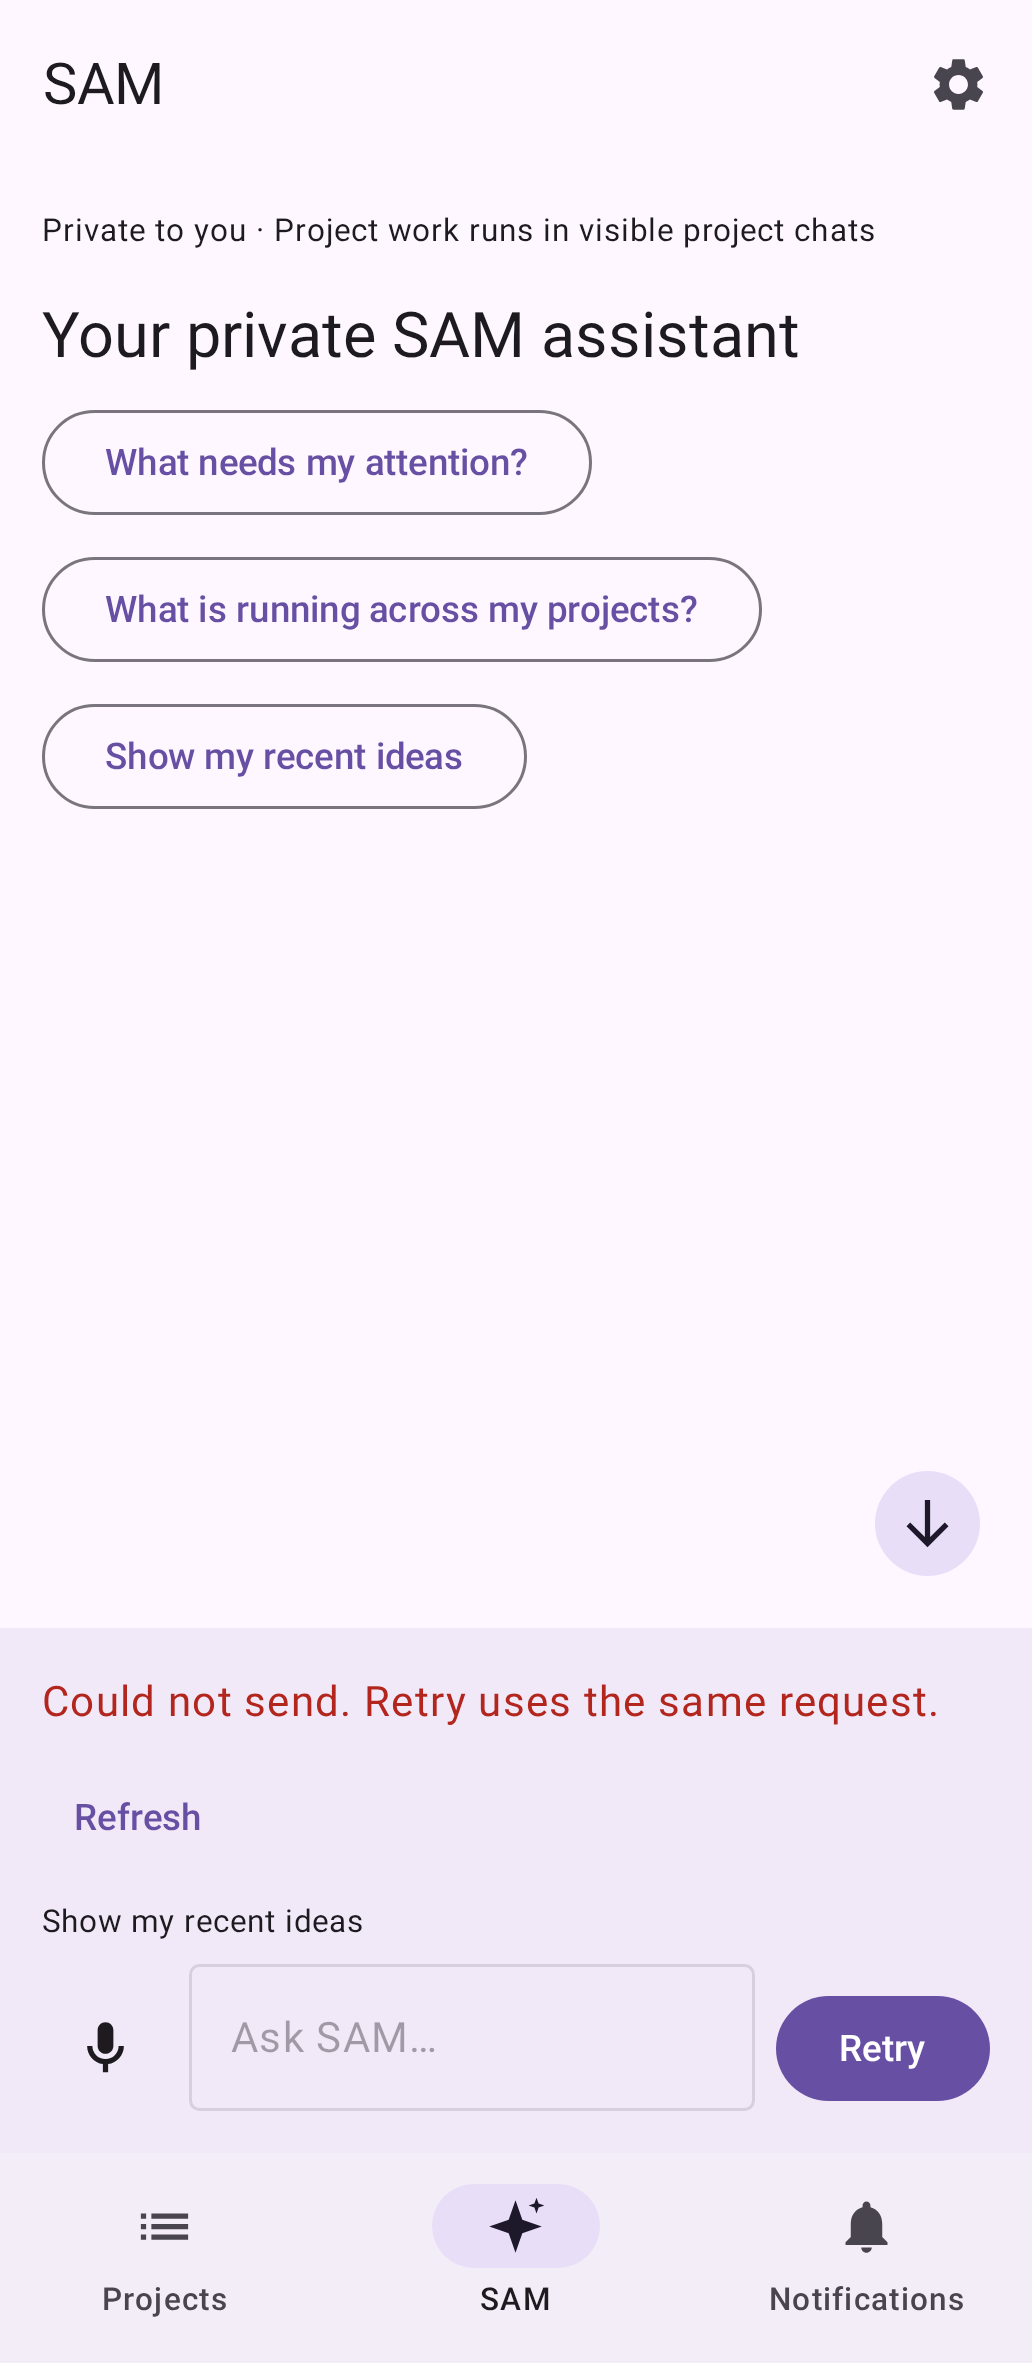 SAM
Private to you · Project work runs in visible project chats
Your private SAM assistant
What needs my attention?
What is running across my projects?
Show my recent ideas
Could not send. Retry uses the same request.
Refresh
Show my recent ideas
Ask SAM…
Retry
Projects
SAM
Notifications